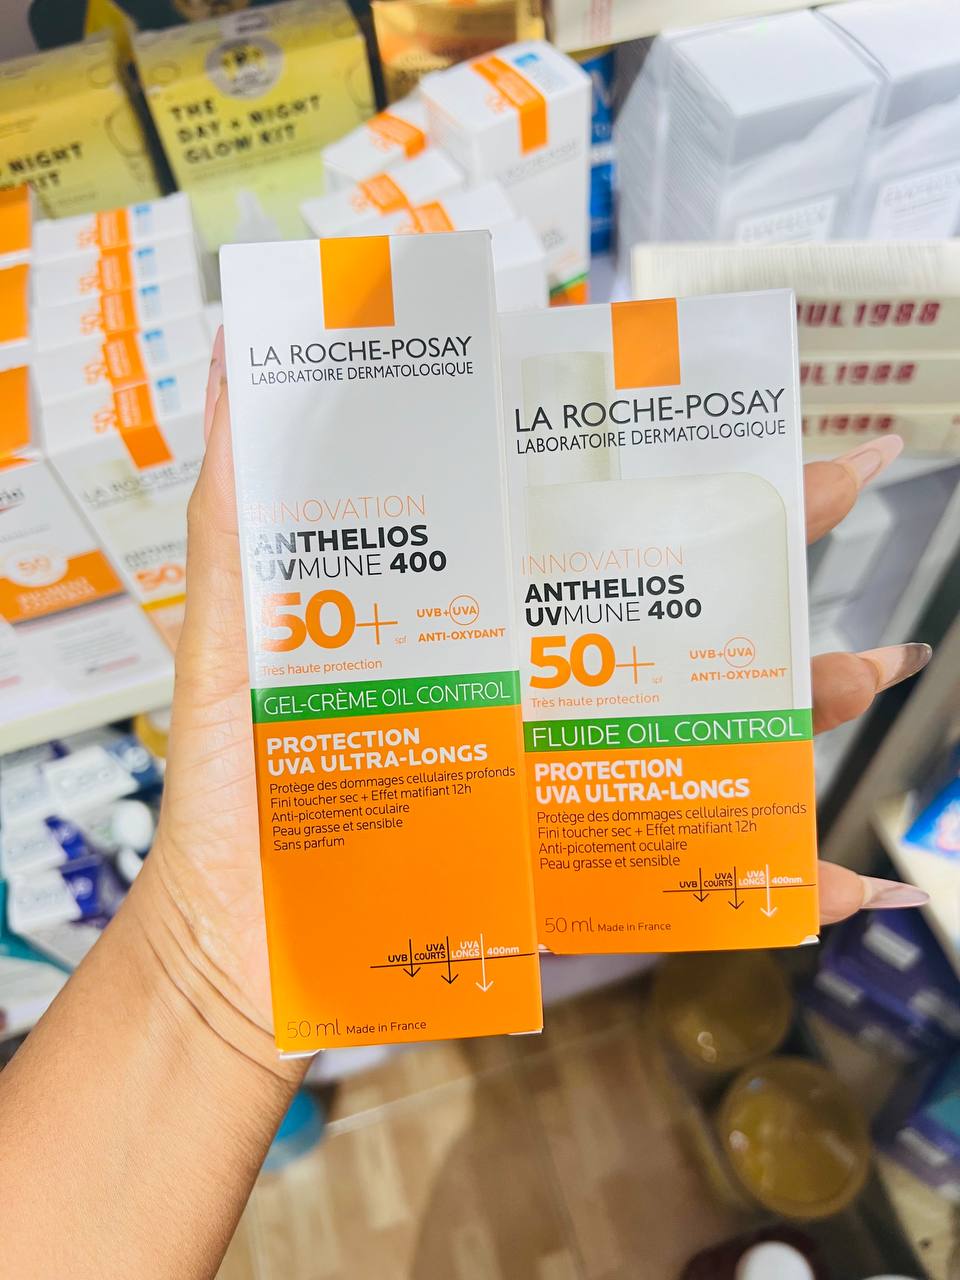 THE
DAY + NIGHT
GLOW KIT
NIGHT
1988
1988
1988
LA ROCHE-POSAY
LABORATOIRE DERMATOLOGIQUE
INNOVATION
ANTHELIOS
UVMUNE 400
50+ spf
UVB+UVA
ANTI-OXYDANT
Très haute protection
GEL-CRÈME OIL CONTROL
PROTECTION
UVA ULTRA-LONGS
Protège des dommages cellulaires profonds
Fini toucher sec + Effet matifiant 12h
Anti-picotement oculaire
Peau grasse et sensible
Sans parfum
UVB
UVA
COURTS
UVA
LONGS
400nm
50 ml Made in France
LA ROCHE-POSAY
LABORATOIRE DERMATOLOGIQUE
INNOVATION
ANTHELIOS
UVMUNE 400
50+ spf
UVB+UVA
ANTI-OXYDANT
Très haute protection
FLUIDE OIL CONTROL
PROTECTION
UVA ULTRA-LONGS
Protège des dommages cellulaires profonds
Fini toucher sec + Effet matifiant 12h
Anti-picotement oculaire
Peau grasse et sensible
UVB
UVA
COURTS
UVA
LONGS
400nm
50 ml Made in France